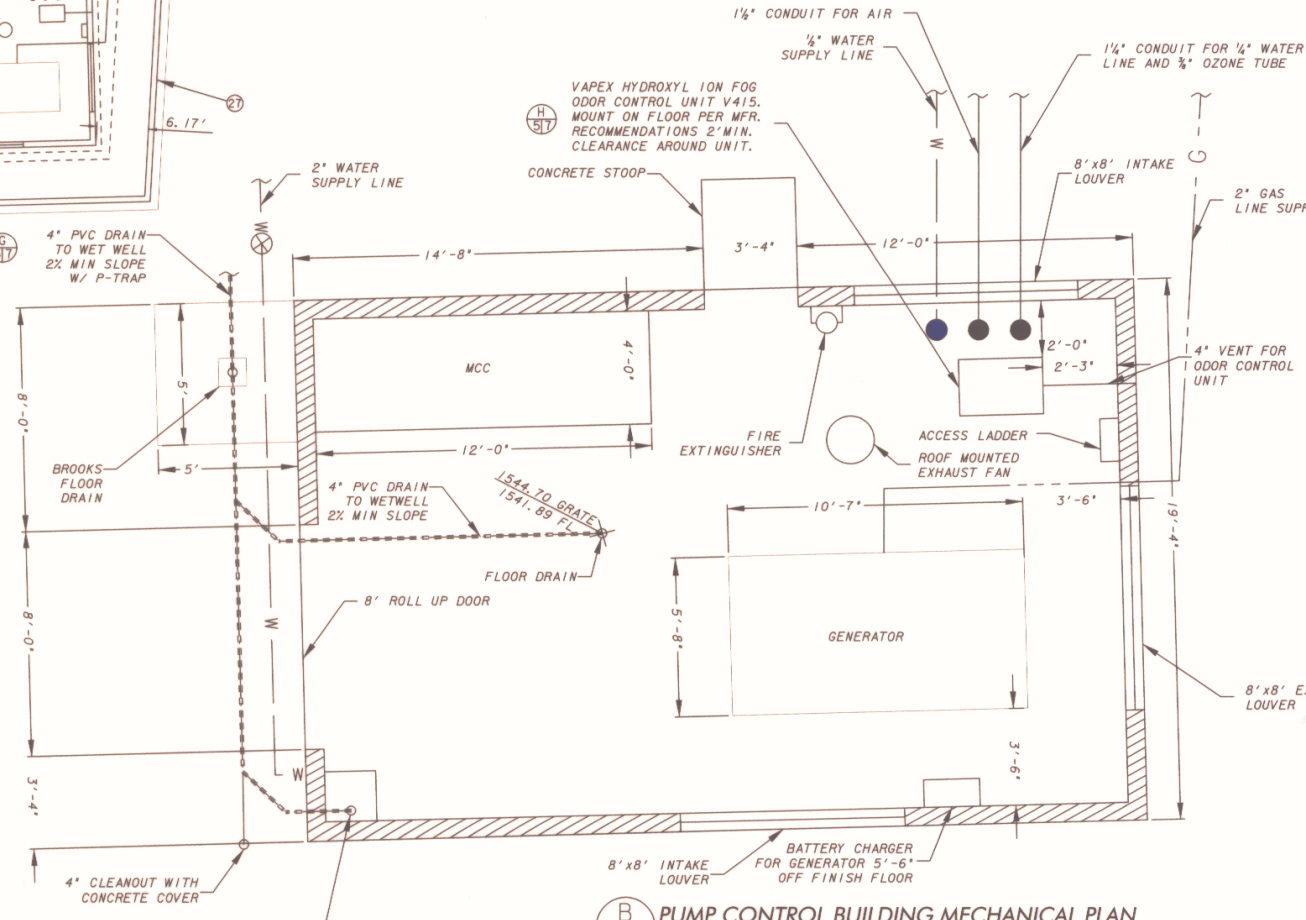 1½" CONDUIT FOR AIR
½" WATER
SUPPLY LINE
1¼" CONDUIT FOR ¼" WATER
LINE AND ⅜" OZONE TUBE
VAPEX HYDROXYL ION FOG
ODOR CONTROL UNIT V415.
MOUNT ON FLOOR PER MFR.
RECOMMENDATIONS 2'MIN.
CLEARANCE AROUND UNIT.
H
5 7
27
6.17'
2" WATER
SUPPLY LINE
CONCRETE STOOP
8'x8' INTAKE
LOUVER
2" GAS
LINE
W
G
W
7
4" PVC DRAIN
TO WET WELL
2% MIN SLOPE
W/ P-TRAP
14'-8"
3'-4"
12'-0"
MCC
4'-0"
2'-0"
2'-3"
4" VENT FOR
ODOR CONTROL
UNIT
8'-0"
5'
5'
BROOKS
FLOOR
DRAIN
12'-0"
FIRE
EXTINGUISHER
ACCESS LADDER
ROOF MOUNTED
EXHAUST FAN
4" PVC DRAIN
TO WETWELL
2% MIN SLOPE
1544.70 GRATE
1541.89 FL
10'-7"
3'-6"
19'-4"
FLOOR DRAIN
8' ROLL UP DOOR
8'-0"
W
5'-8"
GENERATOR
8'x8'
LOUVER
W
3'-4"
3'-6"
4" CLEANOUT WITH
CONCRETE COVER
8'x8' INTAKE
LOUVER
BATTERY CHARGER
FOR GENERATOR 5'-6"
OFF FINISH FLOOR
B
PUMP CONTROL BUILDING MECHANICAL PLAN